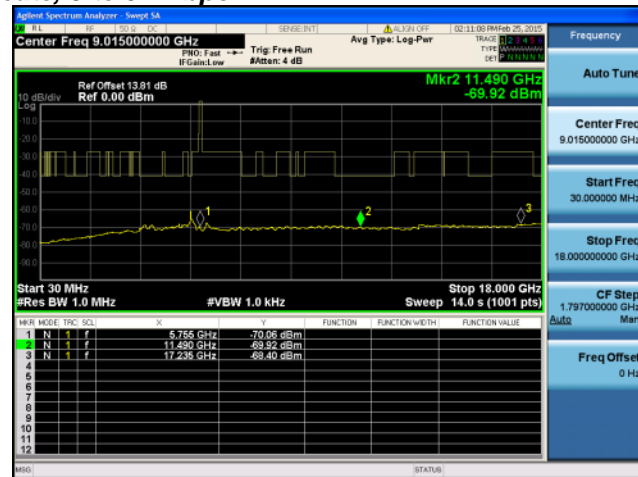 Agilent Spectrum Analyzer - Swept SA
RL RF 50 Ω DC SENSE:INT ALIGN OFF 02:11:08 PM Feb 25, 2015
Center Freq 9.015000000 GHz
PNO: Fast
IFGain:Low
Trig: Free Run
#Atten: 4 dB
Avg Type: Log-Pwr
TRACE 1 2 3 4 5 6
TYPE
DET P N N N N N
Frequency
Auto Tune
Mkr2 11.490 GHz
-69.92 dBm
Ref Offset 13.81 dB
10 dB/div Ref 0.00 dBm
Log
-10.0
-20.0
-30.0
-40.0
-50.0
-60.0
-70.0
-80.0
-90.0
1
2
3
Center Freq
9.015000000 GHz
Start Freq
30.000000 MHz
Stop Freq
18.000000000 GHz
Start 30 MHz Stop 18.000 GHz
#Res BW 1.0 MHz #VBW 1.0 kHz Sweep 14.0 s (1001 pts)
CF Step
1.797000000 GHz
Auto Man
Freq Offset
0 Hz
MKR MODE TRC SCL X Y FUNCTION FUNCTION WIDTH FUNCTION VALUE
1 N 1 f 5.755 GHz -70.06 dBm
2 N 1 f 11.490 GHz -69.92 dBm
3 N 1 f 17.235 GHz -68.40 dBm
4
5
6
7
8
9
10
11
12
MSG STATUS